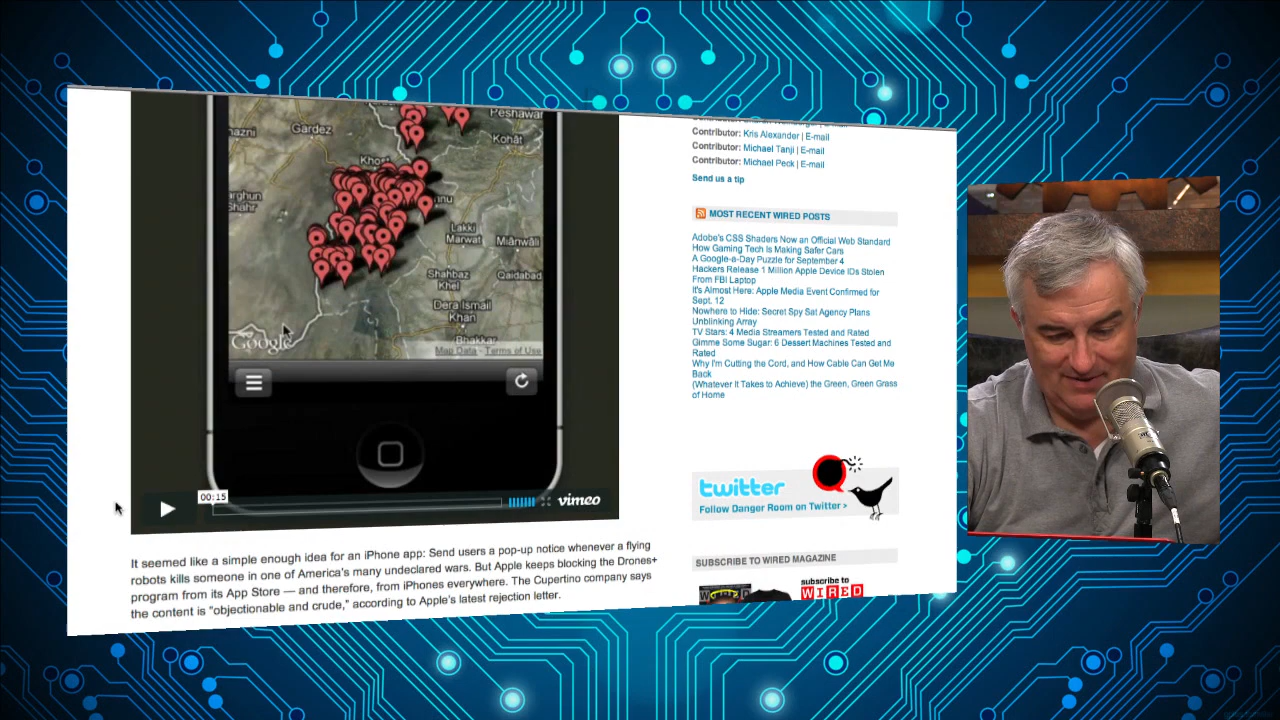 Peshawar
Gardez
Kohāt
Khost
Lakki
Marwat
Miānwāli
Shahbaz
Khel
Qaidabad
Dera Ismail
Khan
Bhakkar
Google
Map Data - Terms of Use
00:15
vimeo
It seemed like a simple enough idea for an iPhone app: Send users a pop-up notice whenever a flying
robots kills someone in one of America's many undeclared wars. But Apple keeps blocking the Drones+
program from its App Store — and therefore, from iPhones everywhere. The Cupertino company says
the content is "objectionable and crude," according to Apple's latest rejection letter.
Contributor: Kris Alexander | E-mail
Contributor: Michael Tanji | E-mail
Contributor: Michael Peck | E-mail
Send us a tip
MOST RECENT WIRED POSTS
Adobe's CSS Shaders Now an Official Web Standard
How Gaming Tech Is Making Safer Cars
A Google-a-Day Puzzle for September 4
Hackers Release 1 Million Apple Device IDs Stolen
From FBI Laptop
It's Almost Here: Apple Media Event Confirmed for
Sept. 12
Nowhere to Hide: Secret Spy Sat Agency Plans
Unblinking Array
TV Stars: 4 Media Streamers Tested and Rated
Gimme Some Sugar: 6 Dessert Machines Tested and
Rated
Why I'm Cutting the Cord, and How Cable Can Get Me
Back
(Whatever It Takes to Achieve) the Green, Green Grass
of Home
twitter
Follow Danger Room on Twitter >
SUBSCRIBE TO WIRED MAGAZINE
subscribe to
WIRED